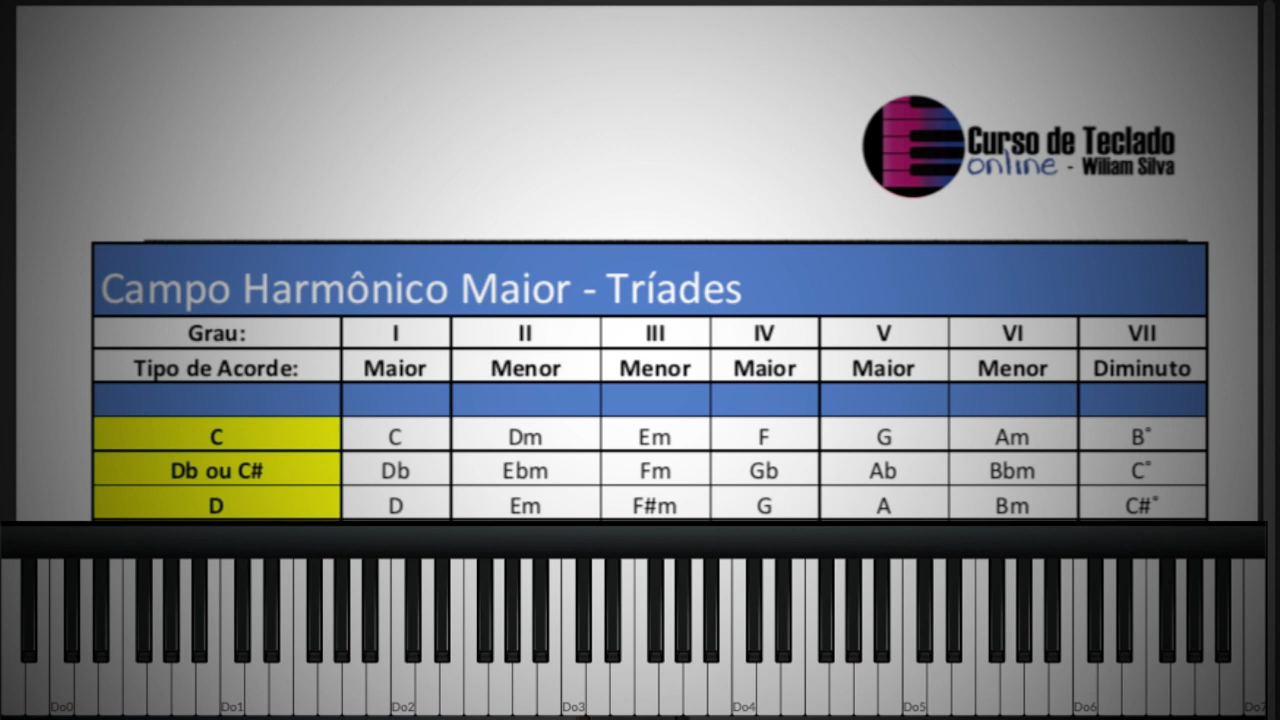 Curso de Teclado
online - Wiliam Silva
Campo Harmônico Maior - Tríades
Grau: I II III IV V VI VII
Tipo de Acorde: Maior Menor Menor Maior Maior Menor Diminuto
C C Dm Em F G Am B°
Db ou C# Db Ebm Fm Gb Ab Bbm C°
D D Em F#m G A Bm C#°
Do0 Do1 Do2 Do3 Do4 Do5 Do6 Do7